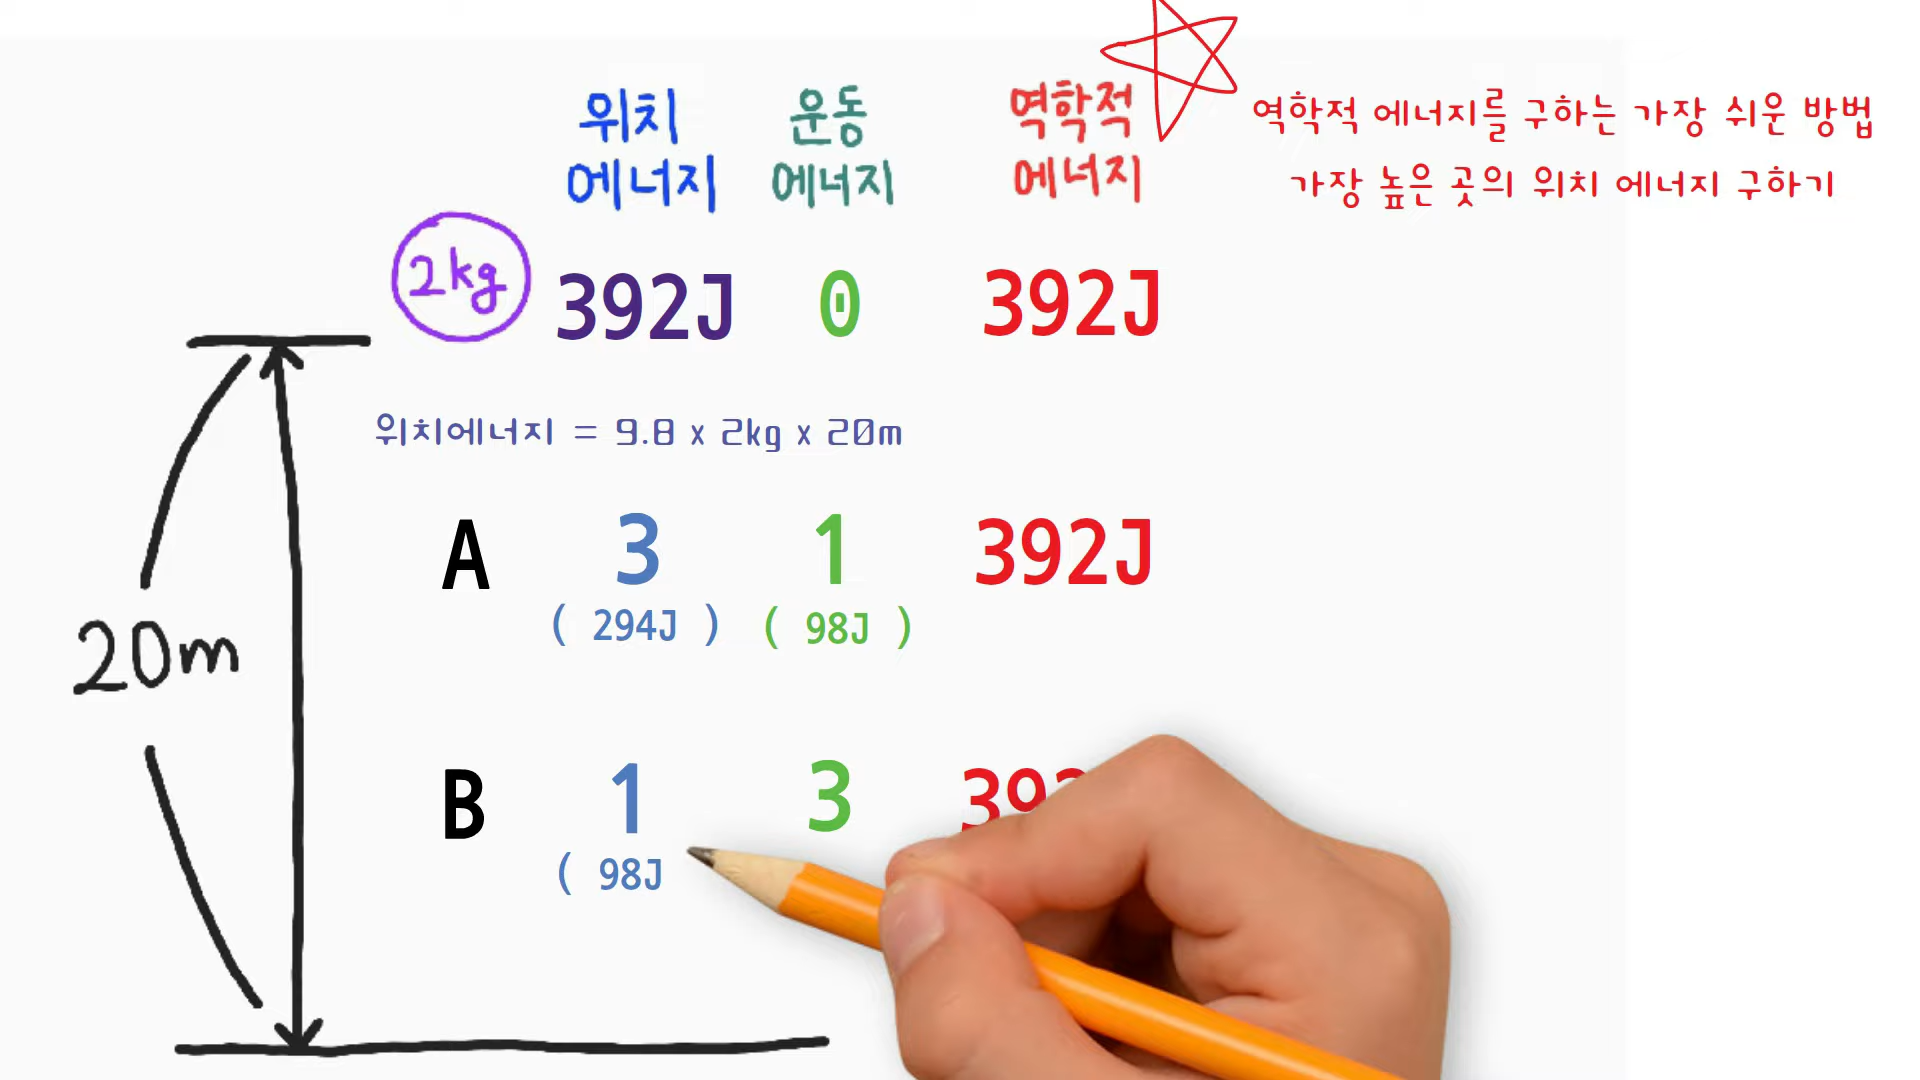 위치 에너지
운동 에너지
역학적 에너지
역학적 에너지를 구하는 가장 쉬운 방법
가장 높은 곳의 위치 에너지 구하기
2kg 392J 0 392J
위치에너지 = 9.8 x 2kg x 20m
A 3 1 392J
( 294J ) ( 98J )
20m
B 1 3
( 98J